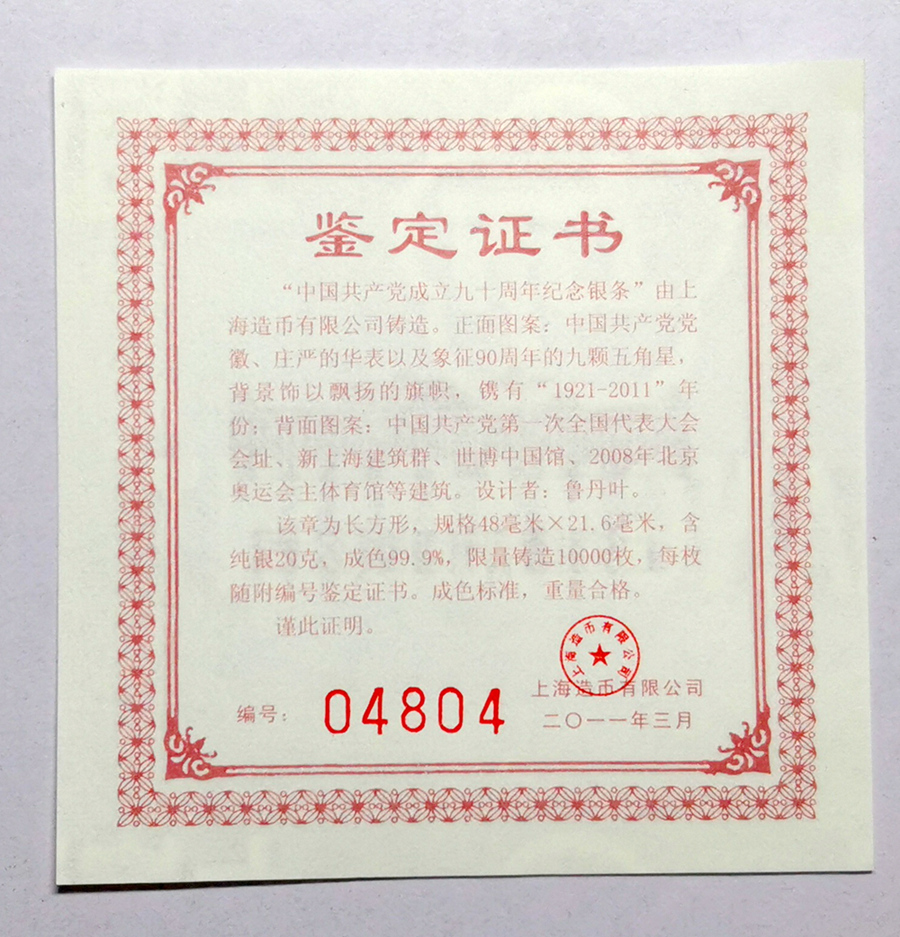 鉴定证书
“中国共产党成立九十周年纪念银条”由上
海造币有限公司铸造。正面图案：中国共产党党
徽、庄严的华表以及象征90周年的九颗五角星，
背景饰以飘扬的旗帜，镌有“1921-2011”年
份；背面图案：中国共产党第一次全国代表大会
会址、新上海建筑群、世博中国馆、2008年北京
奥运会主体育馆等建筑。设计者：鲁丹叶。
该章为长方形，规格48毫米×21.6毫米，含
纯银20克，成色99.9%，限量铸造10000枚，每枚
随附编号鉴定证书。成色标准，重量合格。
谨此证明。
上海造币有限公司
上海造币有限公司
编号：04804
二〇一一年三月